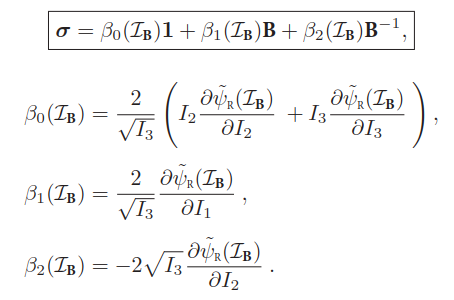 σ = β₀(𝓘_𝐁)𝟏 + β₁(𝓘_𝐁)𝐁 + β₂(𝓘_𝐁)𝐁⁻¹,
β₀(𝓘_𝐁) = 2/√I₃ ( I₂ ∂ψ̃_R(𝓘_𝐁)/∂I₂ + I₃ ∂ψ̃_R(𝓘_𝐁)/∂I₃ ) ,
β₁(𝓘_𝐁) = 2/√I₃ ∂ψ̃_R(𝓘_𝐁)/∂I₁ ,
β₂(𝓘_𝐁) = −2√I₃ ∂ψ̃_R(𝓘_𝐁)/∂I₂ .